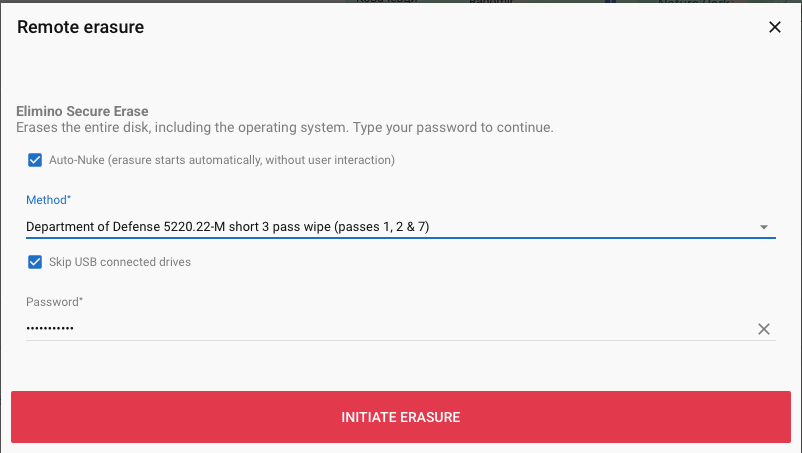 Remote erasure
Elimino Secure Erase
Erases the entire disk, including the operating system. Type your password to continue.
Auto-Nuke (erasure starts automatically, without user interaction)
Method*
Department of Defense 5220.22-M short 3 pass wipe (passes 1, 2 & 7)
Skip USB connected drives
Password*
•••••••••••
INITIATE ERASURE